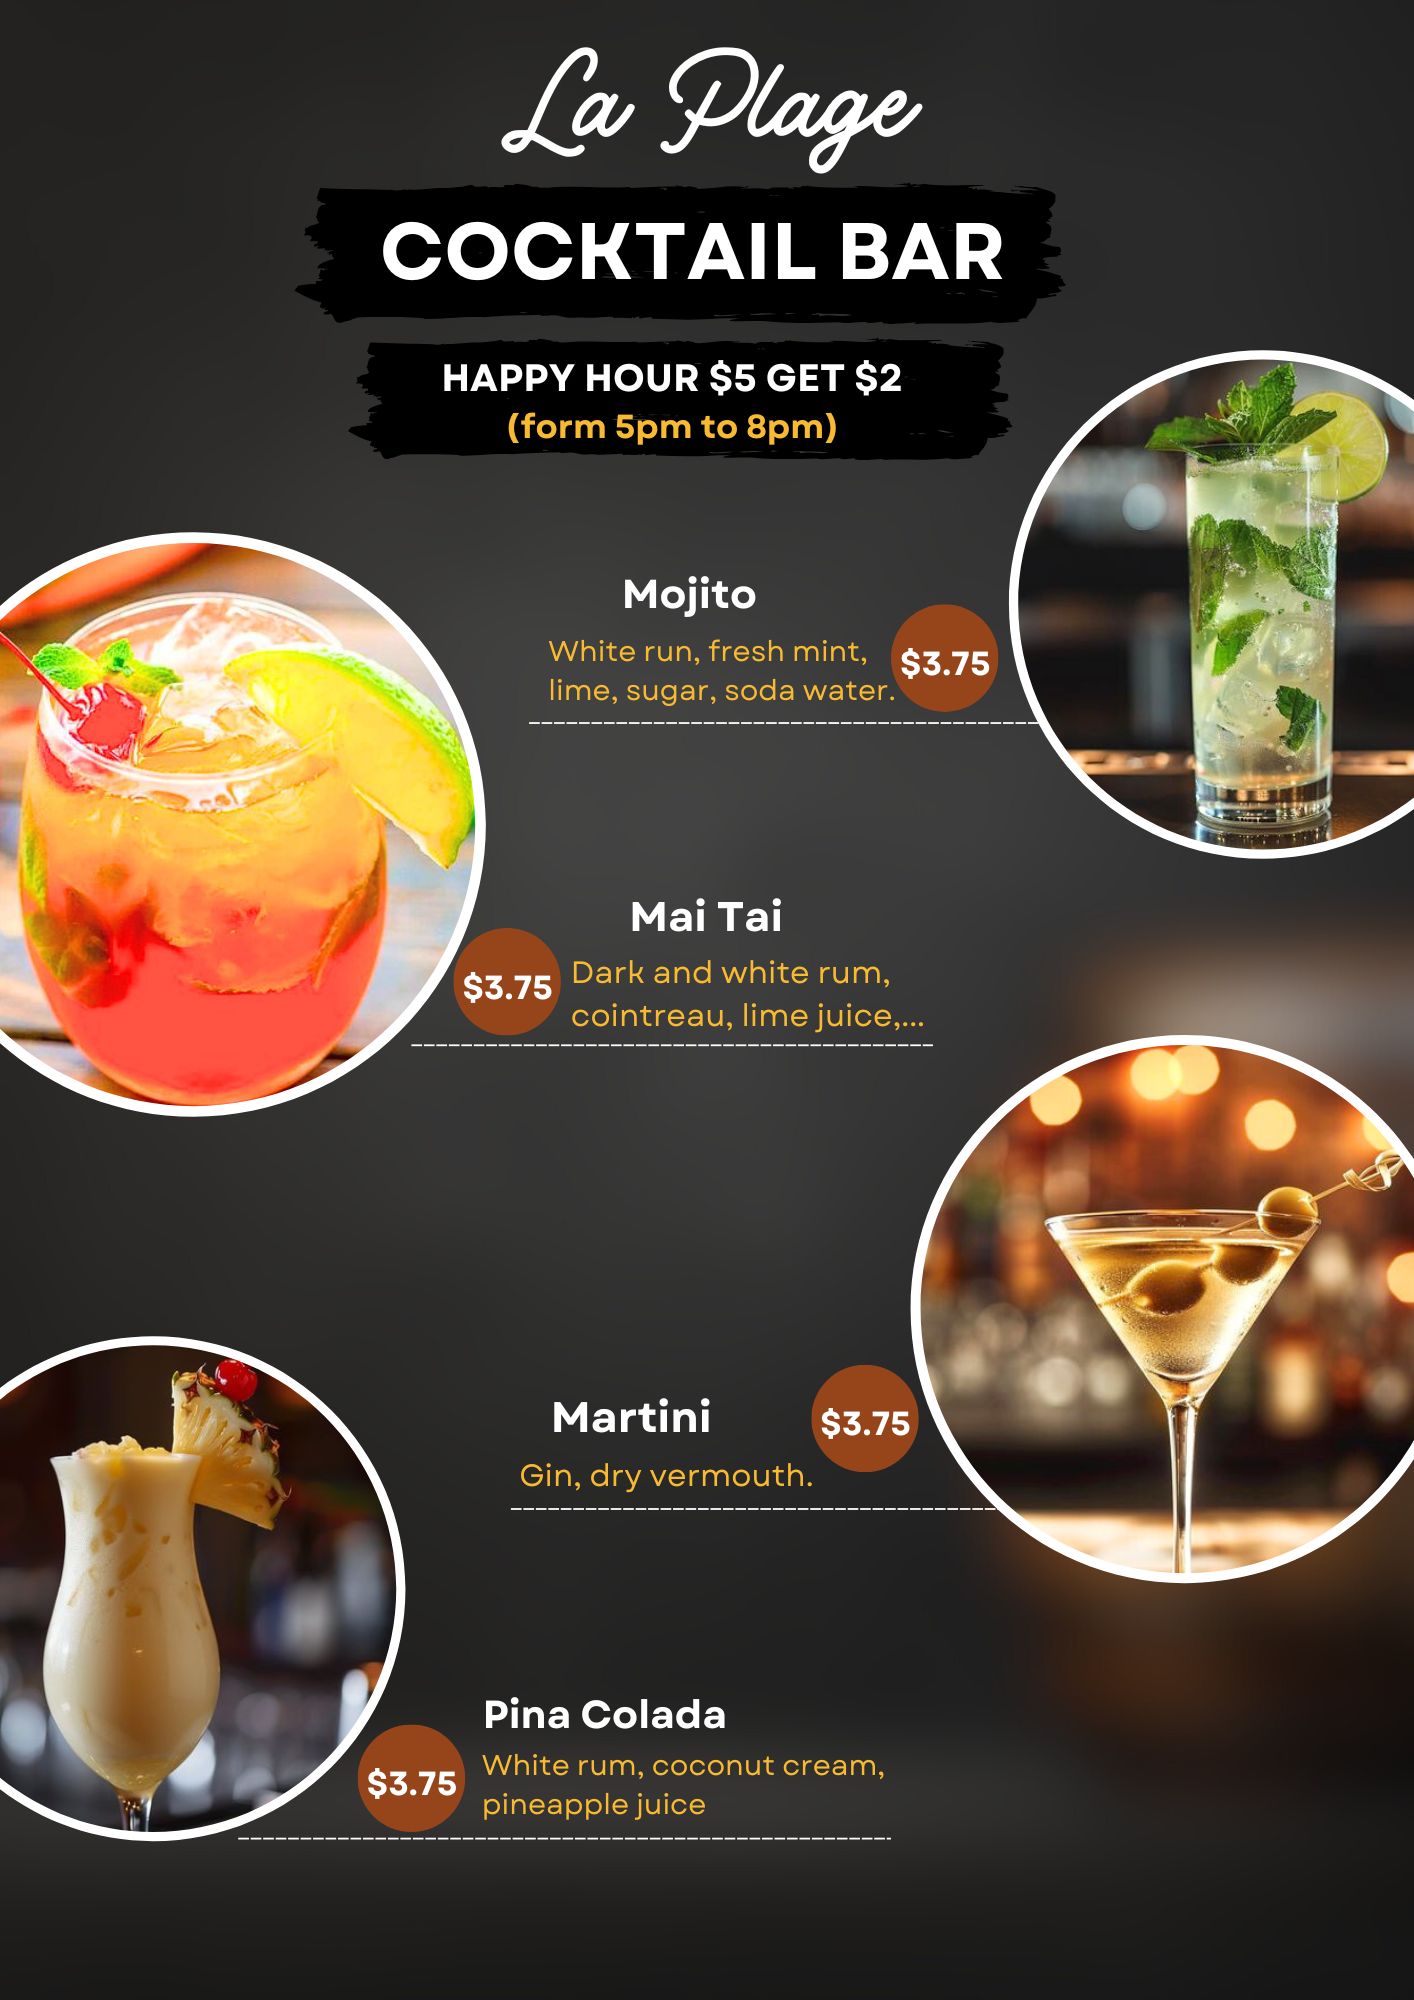 La Plage
COCKTAIL BAR
HAPPY HOUR $5 GET $2
(form 5pm to 8pm)
Mojito
White run, fresh mint,
lime, sugar, soda water.
$3.75
Mai Tai
$3.75
Dark and white rum,
cointreau, lime juice,...
Martini
$3.75
Gin, dry vermouth.
Pina Colada
$3.75
White rum, coconut cream,
pineapple juice